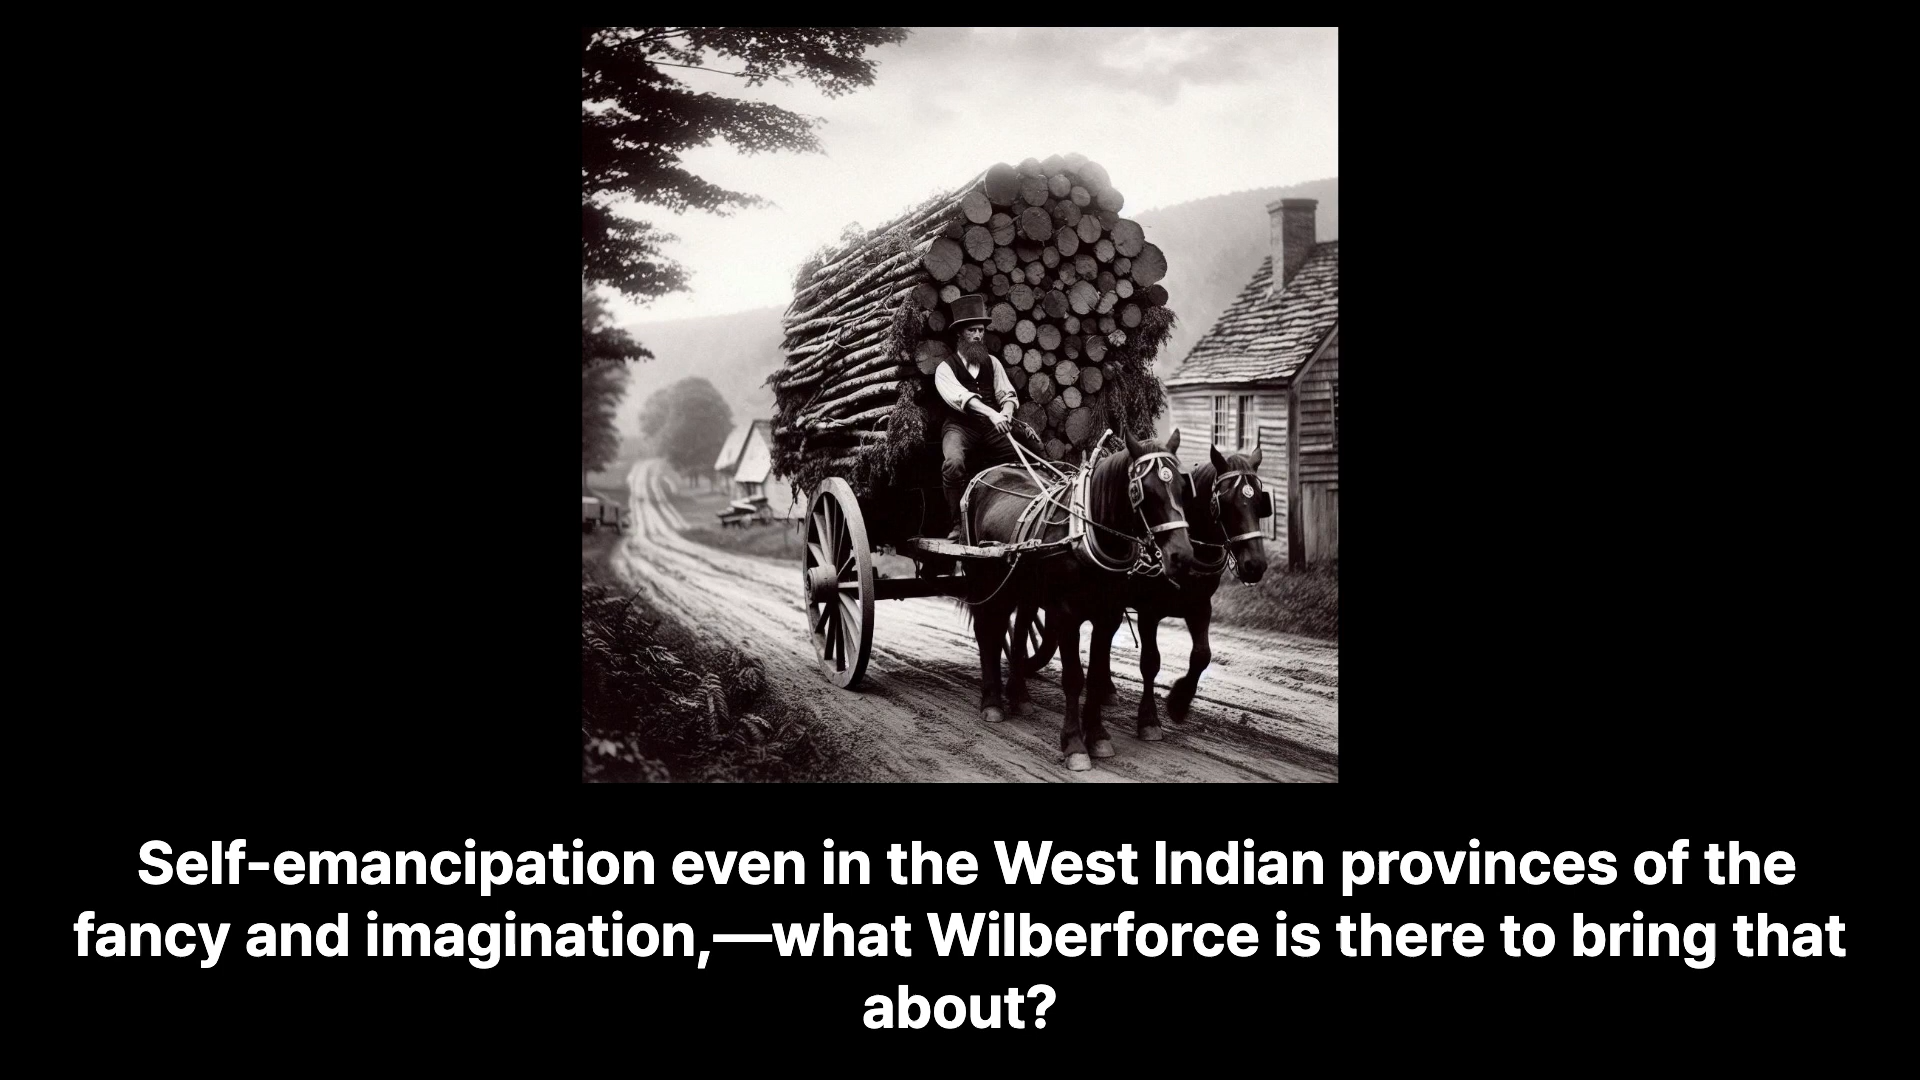 Self-emancipation even in the West Indian provinces of the
fancy and imagination,—what Wilberforce is there to bring that
about?